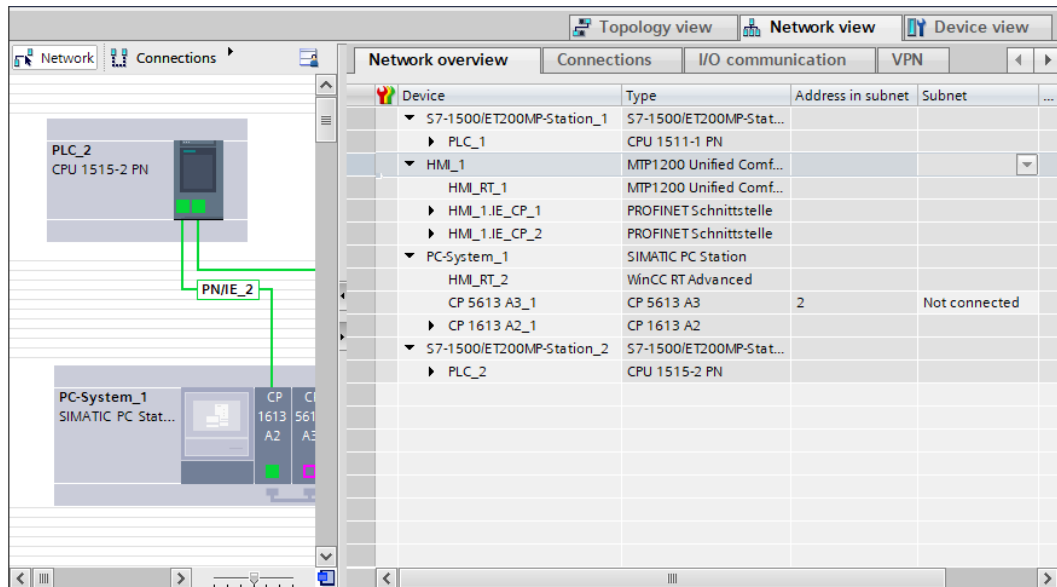 Topology view Network view Device view
Network Connections
Network overview Connections I/O communication VPN
Device Type Address in subnet Subnet ...
S7-1500/ET200MP-Station_1 S7-1500/ET200MP-Stat...
PLC_1 CPU 1511-1 PN
HMI_1 MTP1200 Unified Comf...
HMI_RT_1 MTP1200 Unified Comf...
HMI_1.IE_CP_1 PROFINET Schnittstelle
HMI_1.IE_CP_2 PROFINET Schnittstelle
PC-System_1 SIMATIC PC Station
HMI_RT_2 WinCC RT Advanced
CP 5613 A3_1 CP 5613 A3 2 Not connected
CP 1613 A2_1 CP 1613 A2
S7-1500/ET200MP-Station_2 S7-1500/ET200MP-Stat...
PLC_2 CPU 1515-2 PN
PLC_2
CPU 1515-2 PN
PN/IE_2
PC-System_1
SIMATIC PC Stat...
CP
1613
A2
561
A3